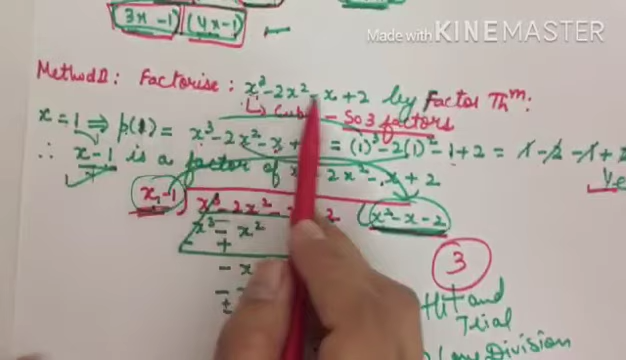 3x-1) (4x-1)
Made with KINEMASTER
Method II: Factorise: x³-2x²-x+2 by Factor Thᵐ:
↳ Cubi - So 3 factors
x=1 ⇒ p(1) = x³-2x²-x+ = (1)³-2(1)²-1+2 = 1-2-1+2
∴ x-1 is a factor of x³-2x²-x+2
x-1) x³-2x²- 2 (x²-x-2
x³- x²
- +
3
- x
Hit and
Trial
Long Division